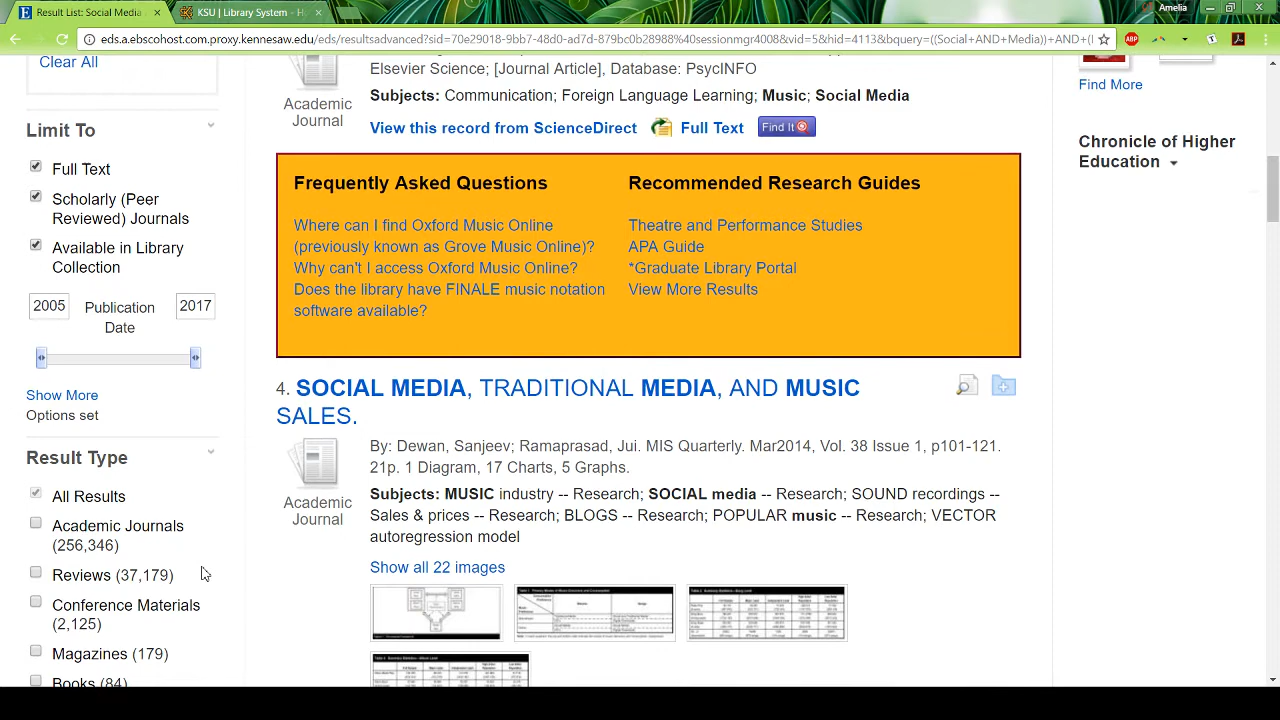 Result List: Social Media
KSU | Library System - Ho
Amelia
eds.a.ebscohost.com.proxy.kennesaw.edu/eds/resultsadvanced?sid=70e29018-9bb7-48d0-ad7d-879bc0b28988%40sessionmgr4008&vid=5&hid=4113&bquery=((Social+AND+Media))+AND+(
ABP
Clear All
Limit To
Full Text
Scholarly (Peer
Reviewed) Journals
Available in Library
Collection
2005 Publication 2017
Date
Show More
Options set
Result Type
All Results
Academic Journals
(256,346)
Reviews (37,179)
Conference Materials
(2,125)
Magazines (179)
Elsevier Science; [Journal Article], Database: PsycINFO
Academic
Journal
Subjects: Communication; Foreign Language Learning; Music; Social Media
View this record from ScienceDirect Full Text Find It
Frequently Asked Questions
Where can I find Oxford Music Online
(previously known as Grove Music Online)?
Why can't I access Oxford Music Online?
Does the library have FINALE music notation
software available?
Recommended Research Guides
Theatre and Performance Studies
APA Guide
*Graduate Library Portal
View More Results
4. SOCIAL MEDIA, TRADITIONAL MEDIA, AND MUSIC
SALES.
Academic
Journal
By: Dewan, Sanjeev; Ramaprasad, Jui. MIS Quarterly. Mar2014, Vol. 38 Issue 1, p101-121.
21p. 1 Diagram, 17 Charts, 5 Graphs.
Subjects: MUSIC industry -- Research; SOCIAL media -- Research; SOUND recordings --
Sales & prices -- Research; BLOGS -- Research; POPULAR music -- Research; VECTOR
autoregression model
Show all 22 images
Find More
Chronicle of Higher
Education